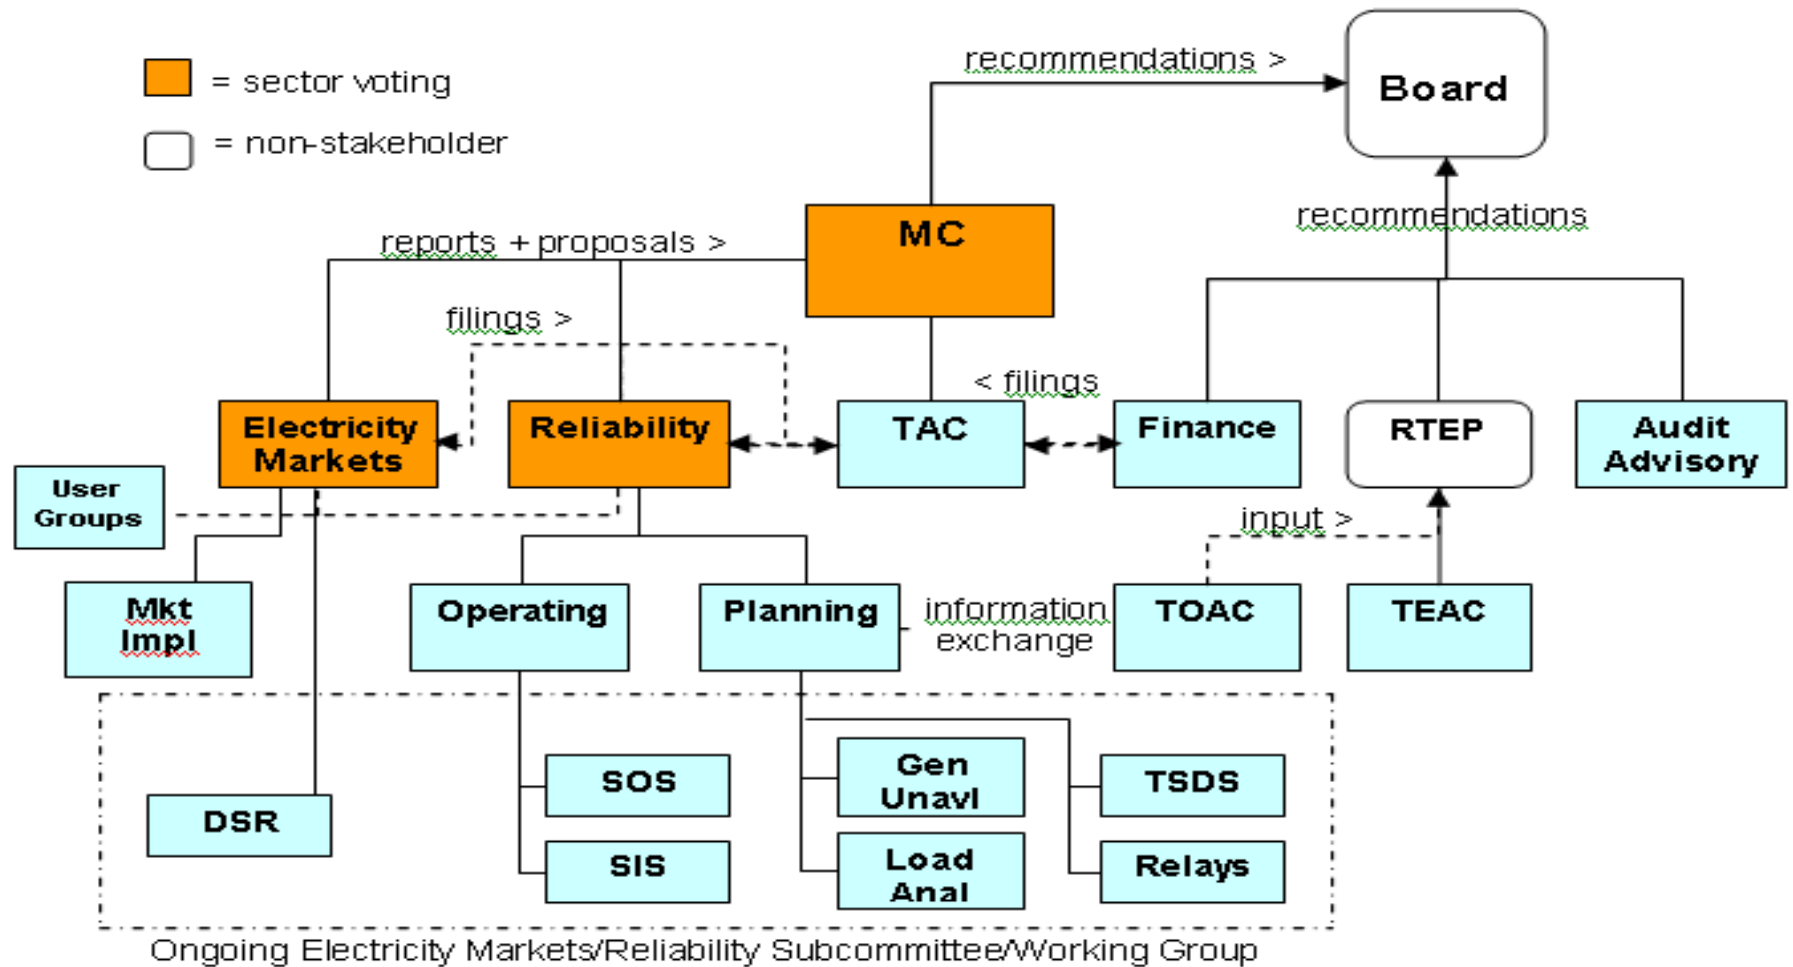 recommendations >
Board
= sector voting
= non-stakeholder
recommendations
MC
reports + proposals >
filings >
< filings
Electricity
Markets
Reliability
TAC
Finance
RTEP
Audit
Advisory
User
Groups
input >
Mkt
Impl
Operating
Planning
information
exchange
TOAC
TEAC
SOS
Gen
Unavl
TSDS
DSR
SIS
Load
Anal
Relays
Ongoing Electricity Markets/Reliability Subcommittee/Working Group